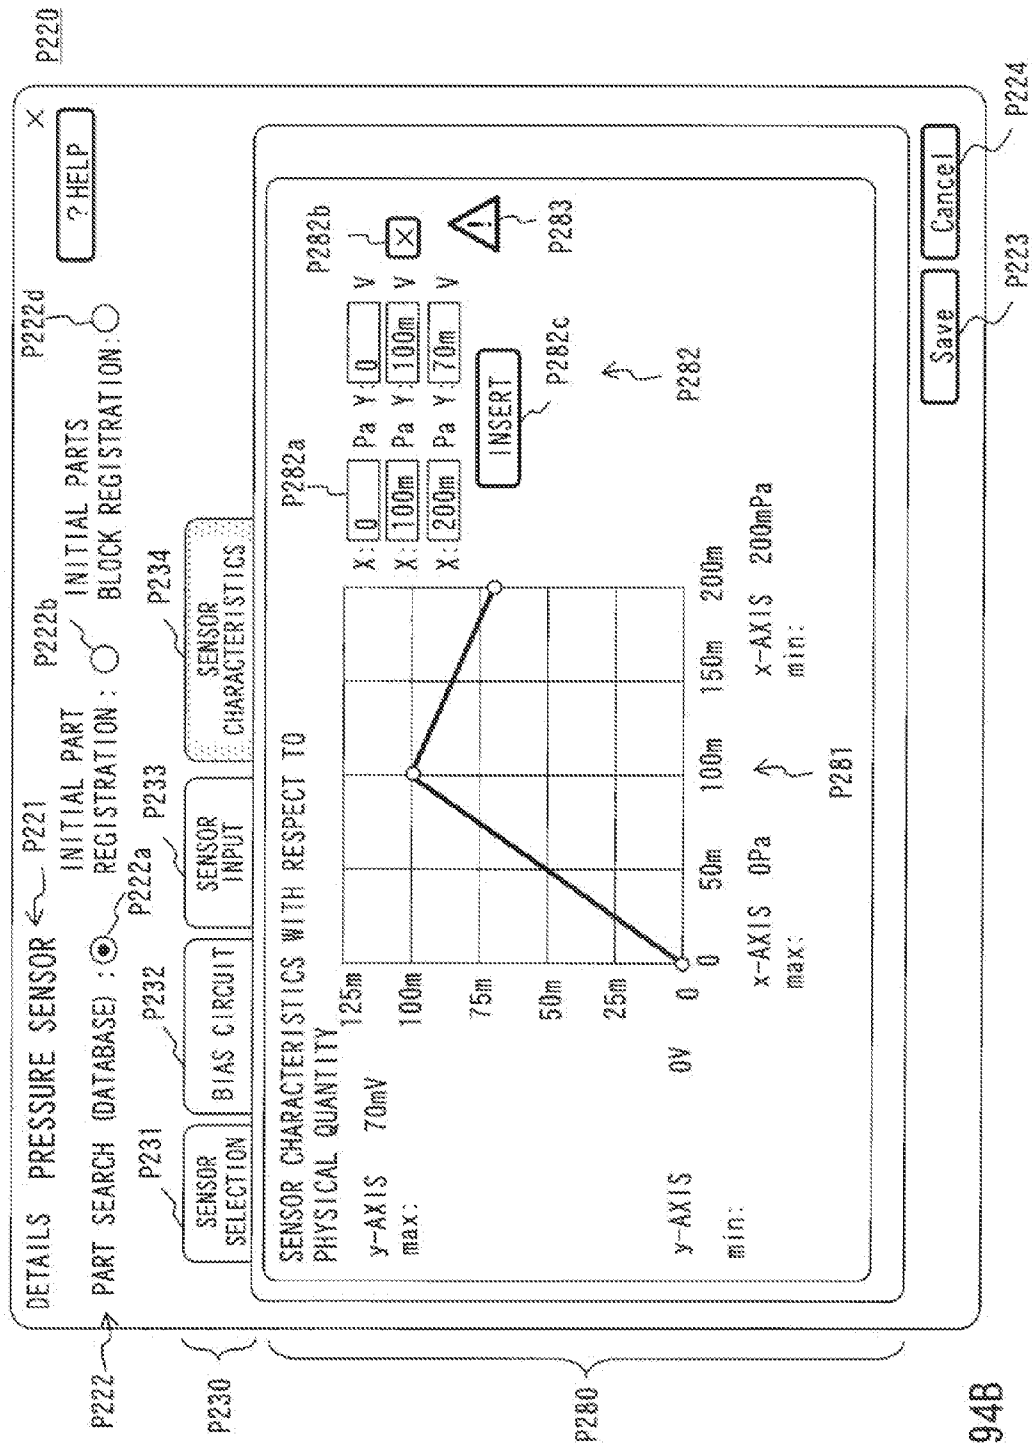 P220
DETAILS PRESSURE SENSOR P221
X
? HELP
P222
PART SEARCH (DATABASE) :
P222a
INITIAL PART
REGISTRATION :
P222b
INITIAL PARTS
BLOCK REGISTRATION:
P222d
P230
P231
P232
P233
P234
SENSOR
SELECTION
BIAS CIRCUIT
SENSOR
INPUT
SENSOR
CHARACTERISTICS
P280
SENSOR CHARACTERISTICS WITH RESPECT TO
PHYSICAL QUANTITY
y-AXIS 70mV
max:
y-AXIS 0V
min:
125m
100m
75m
50m
25m
0
0 50m 100m 150m 200m
x-AXIS 0Pa
max:
x-AXIS 200mPa
min:
P281
P282a
P282b
X: 0 Pa Y: 0 V
X: 100m Pa Y: 100m V X
X: 200m Pa Y: 70m V
INSERT
!
P282c
P283
P282
Save
Cancel
P223
P224
94B